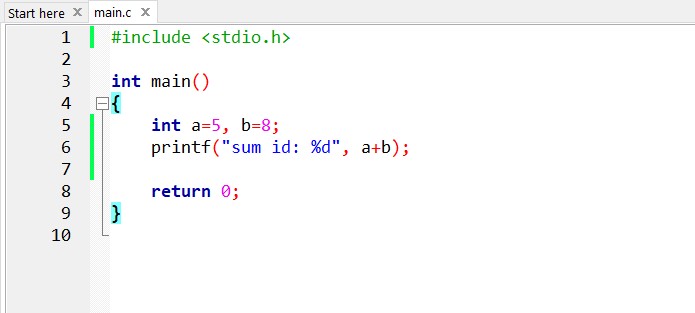 Start here X main.c X
1 #include <stdio.h>
2
3 int main()
4 {
5     int a=5, b=8;
6     printf("sum id: %d", a+b);
7
8     return 0;
9 }
10